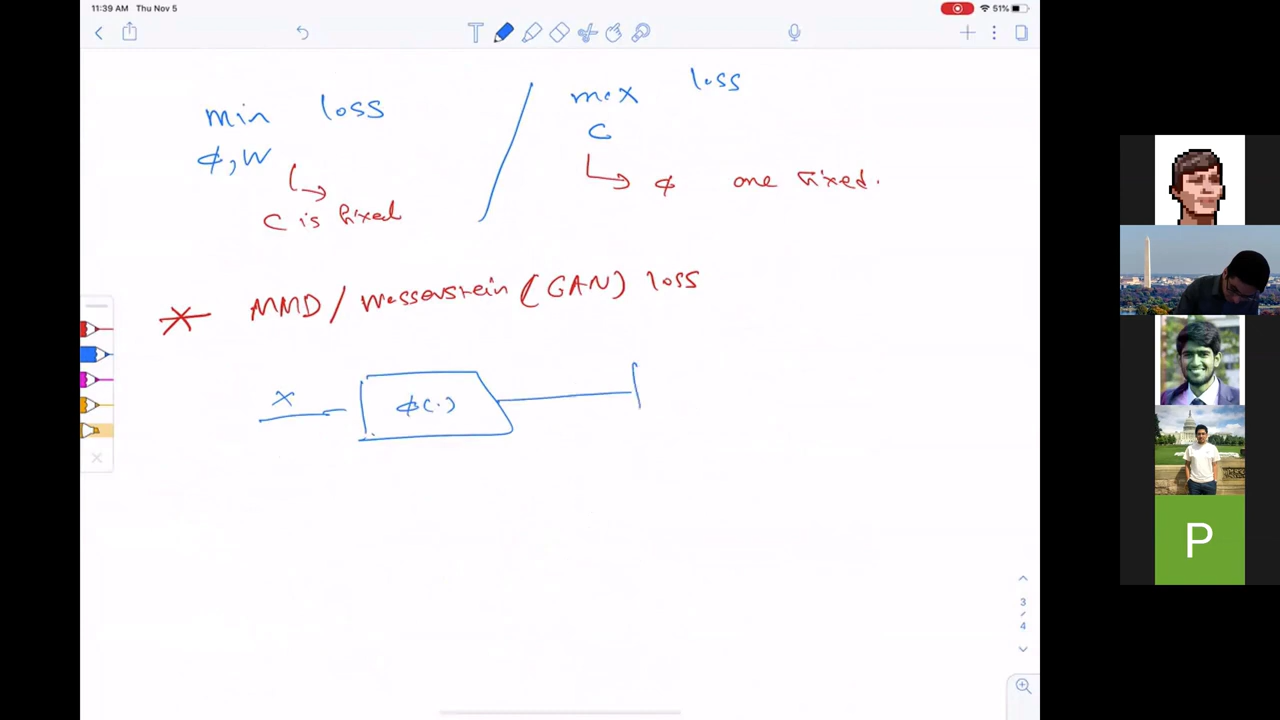 11:39 AM Thu Nov 5
51%
min loss
ϕ, W
C is fixed
max loss
C
ϕ one fixed.
* MMD / Wasserstein (GAN) loss
x
ϕ(·)
3
/
4
P